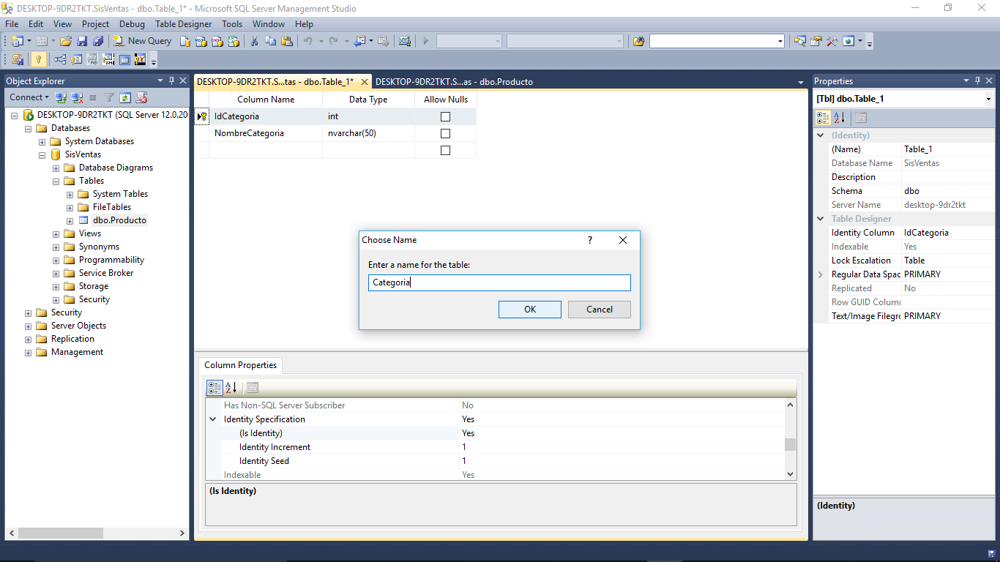 DESKTOP-9DR2TKT.SisVentas - dbo.Table_1* - Microsoft SQL Server Management Studio
File Edit View Project Debug Table Designer Tools Window Help
New Query
Object Explorer
Connect
DESKTOP-9DR2TKT (SQL Server 12.0.20
Databases
System Databases
SisVentas
Database Diagrams
Tables
System Tables
FileTables
dbo.Producto
Views
Synonyms
Programmability
Service Broker
Storage
Security
Security
Server Objects
Replication
Management
DESKTOP-9DR2TKT.S...tas - dbo.Table_1* DESKTOP-9DR2TKT.S...as - dbo.Producto
Column Name Data Type Allow Nulls
IdCategoria int
NombreCategoria nvarchar(50)
Choose Name
Enter a name for the table:
Categoria
OK Cancel
Column Properties
Has Non-SQL Server Subscriber No
Identity Specification Yes
(Is Identity) Yes
Identity Increment 1
Identity Seed 1
Indexable Yes
(Is Identity)
Properties
[Tbl] dbo.Table_1
(Identity)
(Name) Table_1
Database Name SisVentas
Description
Schema dbo
Server Name desktop-9dr2tkt
Table Designer
Identity Column IdCategoria
Indexable Yes
Lock Escalation Table
Regular Data Spac PRIMARY
Replicated No
Row GUID Column
Text/Image Filegro PRIMARY
(Identity)